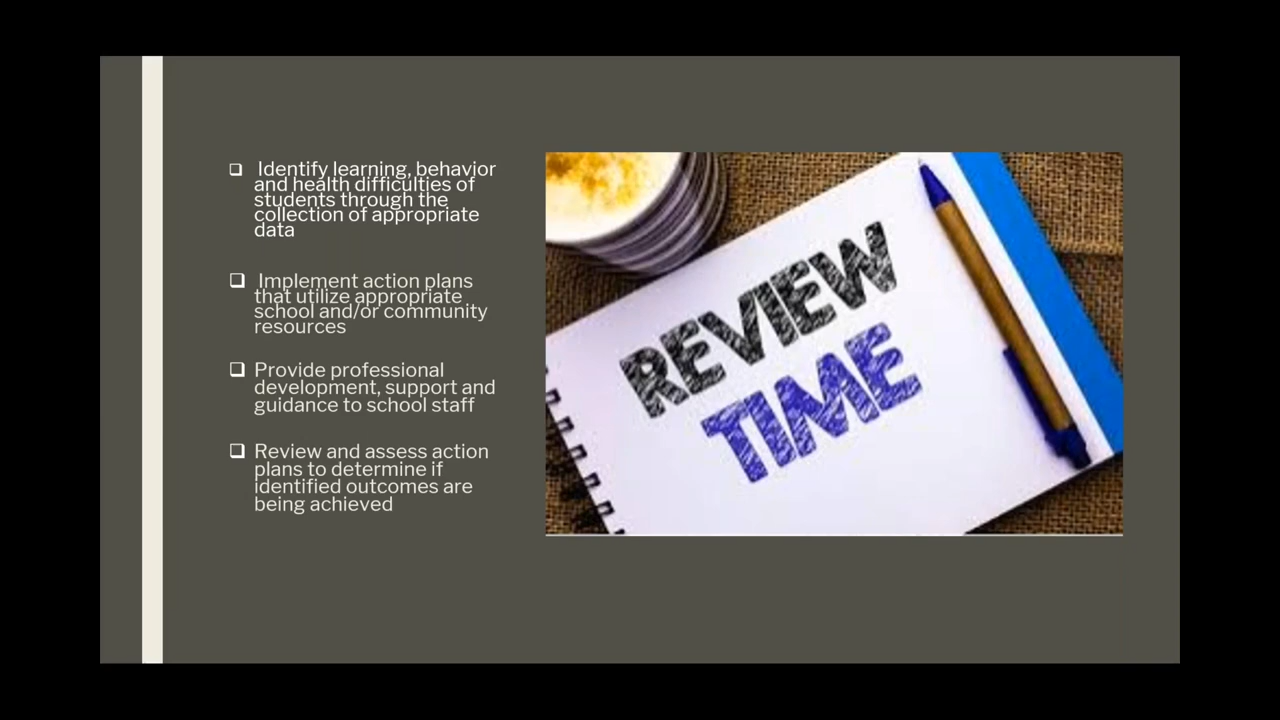 Identify learning, behavior
and health difficulties of
students through the
collection of appropriate
data
Implement action plans
that utilize appropriate
school and/or community
resources
Provide professional
development, support and
guidance to school staff
Review and assess action
plans to determine if
identified outcomes are
being achieved
REVIEW
TIME